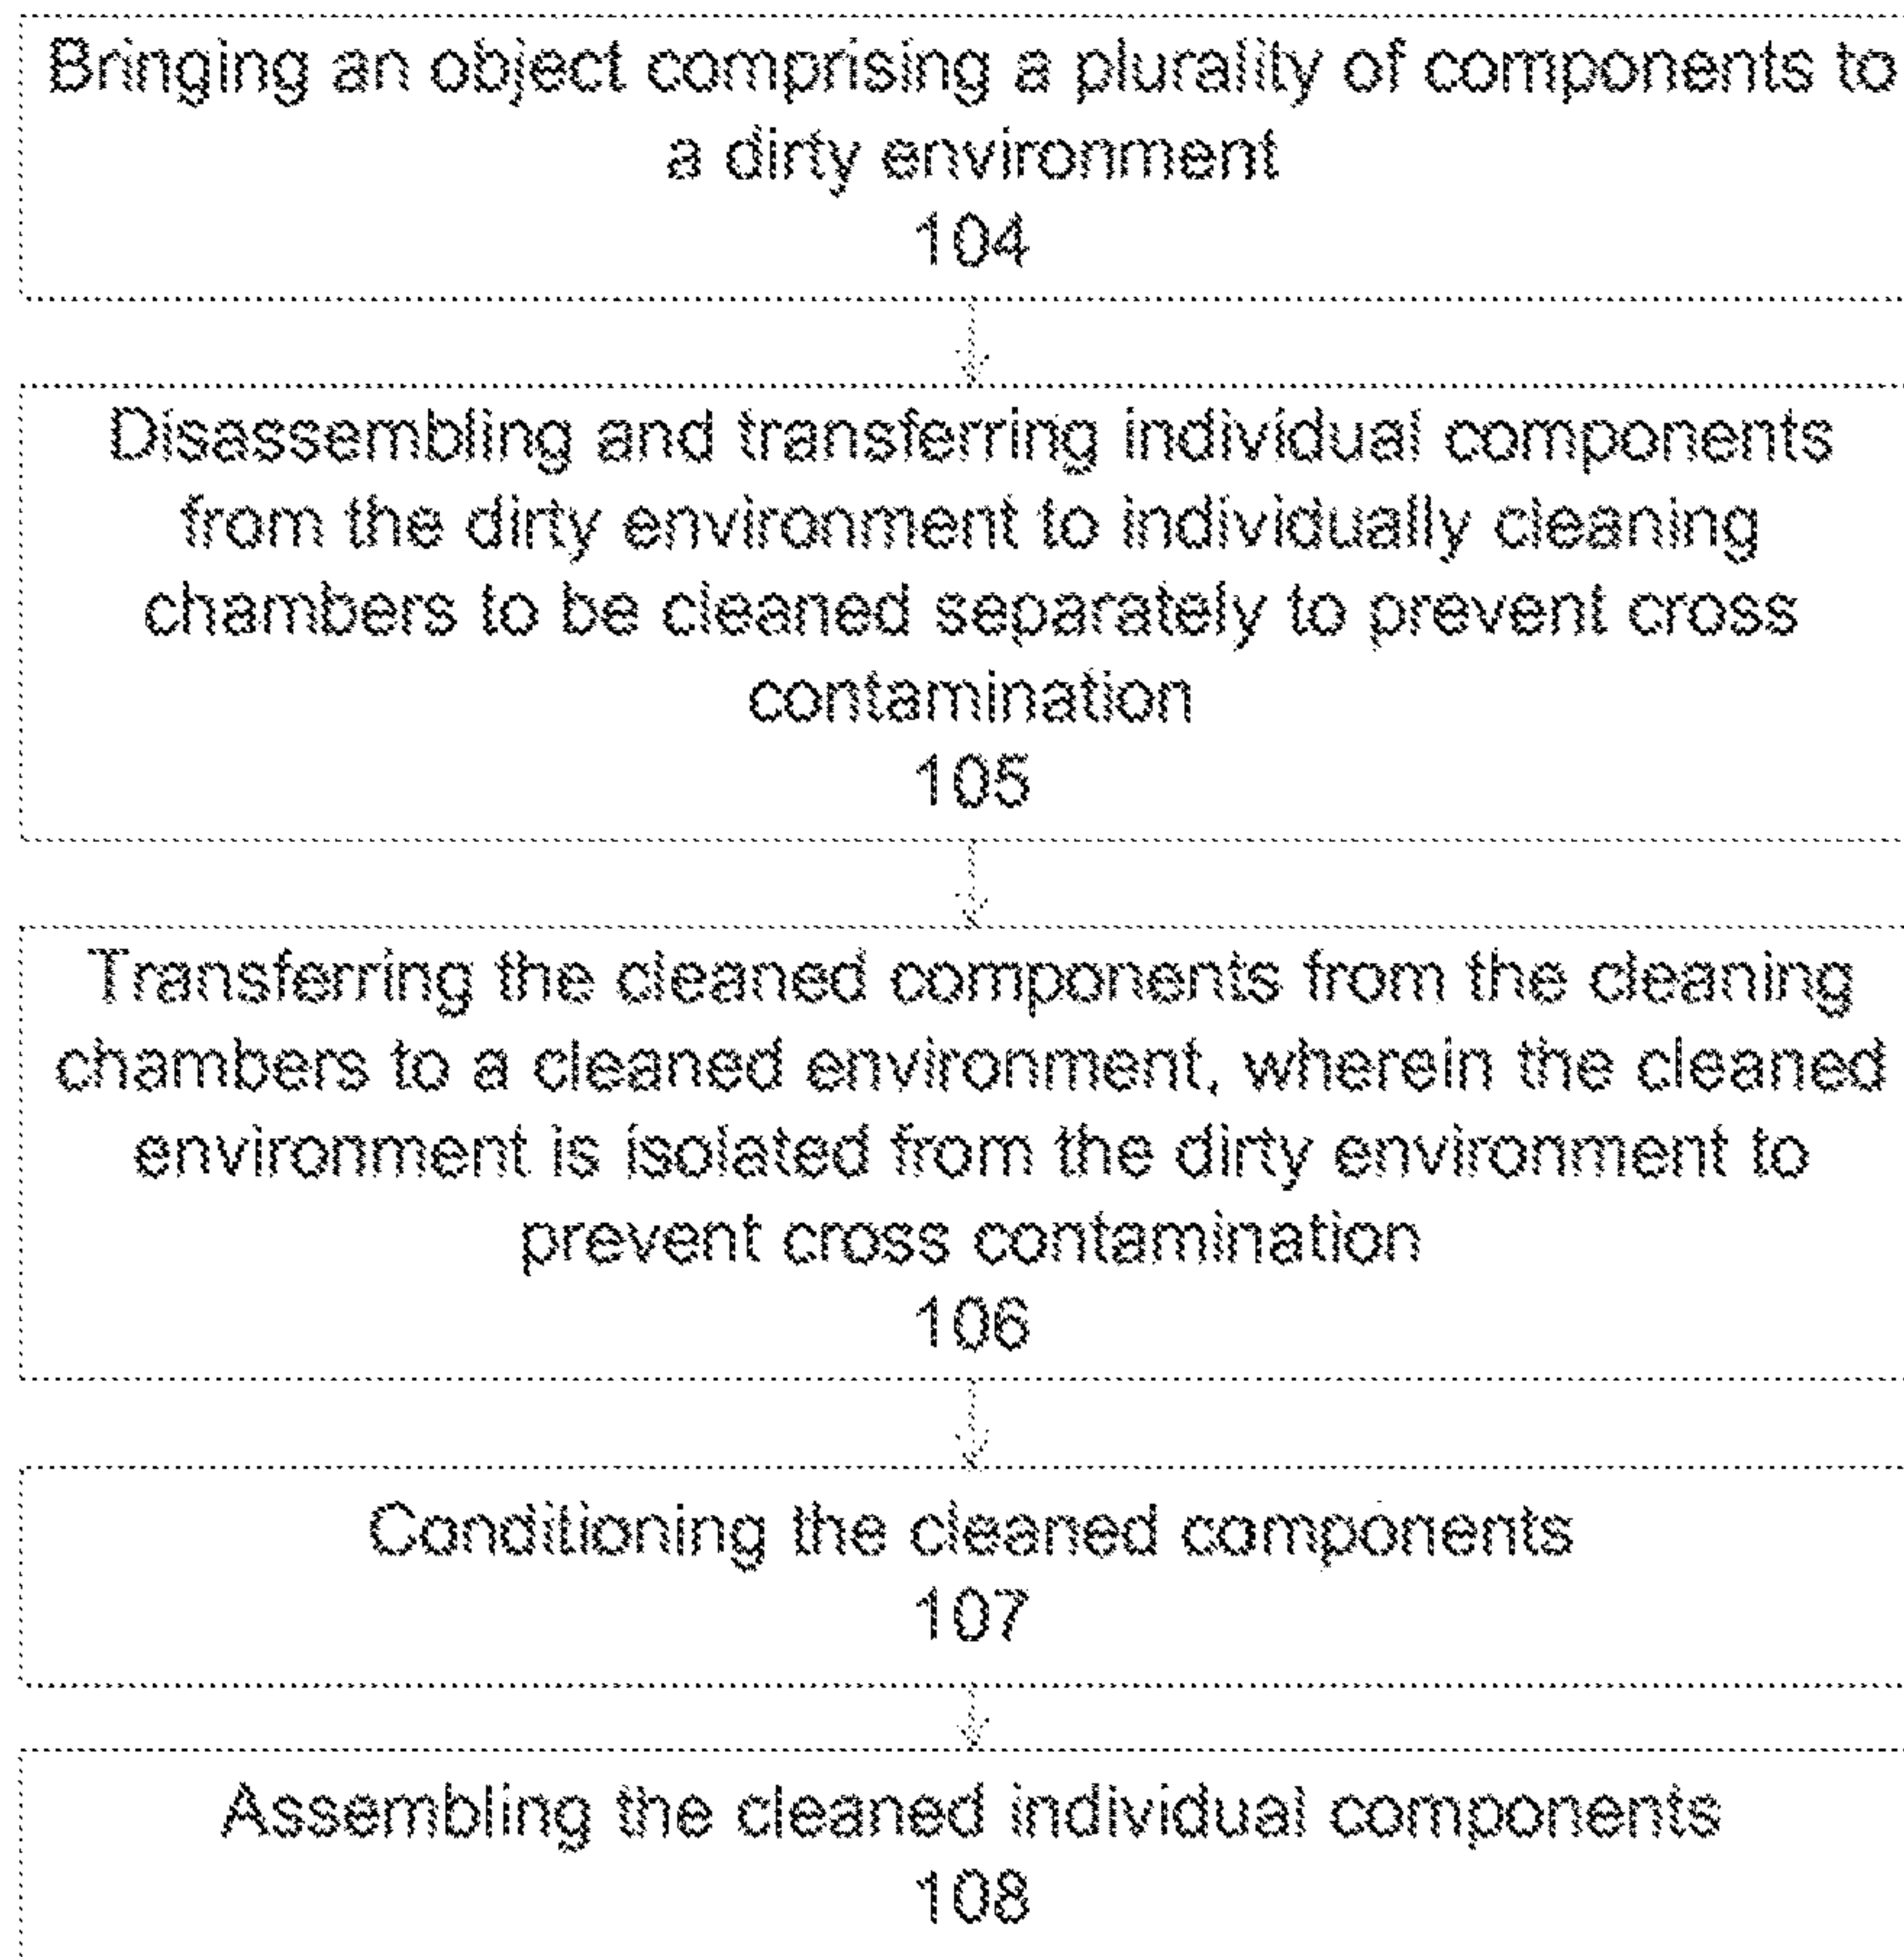 Bringing an object comprising a plurality of components to
a dirty environment
104
Disassembling and transferring individual components
from the dirty environment to individually cleaning
chambers to be cleaned separately to prevent cross
contamination
105
Transferring the cleaned components from the cleaning
chambers to a cleaned environment, wherein the cleaned
environment is isolated from the dirty environment to
prevent cross contamination
106
Conditioning the cleaned components
107
Assembling the cleaned individual components
108